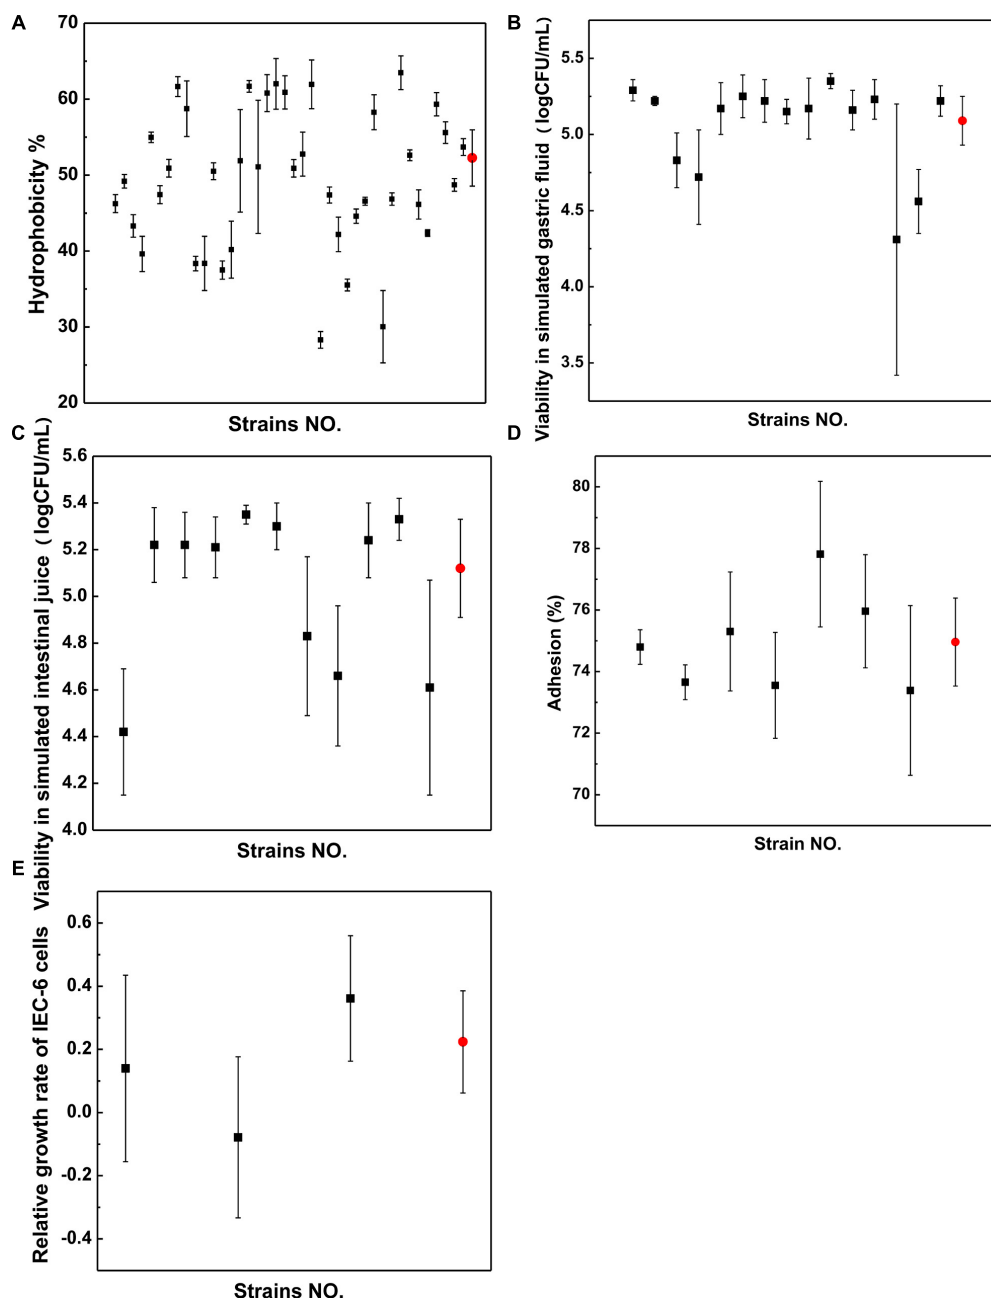 A
Hydrophobicity %
70
60
50
40
30
20
Strains NO.
B
Viability in simulated gastric fluid ( logCFU/mL)
5.5
5.0
4.5
4.0
3.5
Strains NO.
C
Viability in simulated intestinal juice ( logCFU/mL)
5.6
5.4
5.2
5.0
4.8
4.6
4.4
4.2
4.0
Strains NO.
D
Adhesion (%)
80
78
76
74
72
70
Strain NO.
E
Relative growth rate of IEC-6 cells
0.6
0.4
0.2
0.0
-0.2
-0.4
Strains NO.